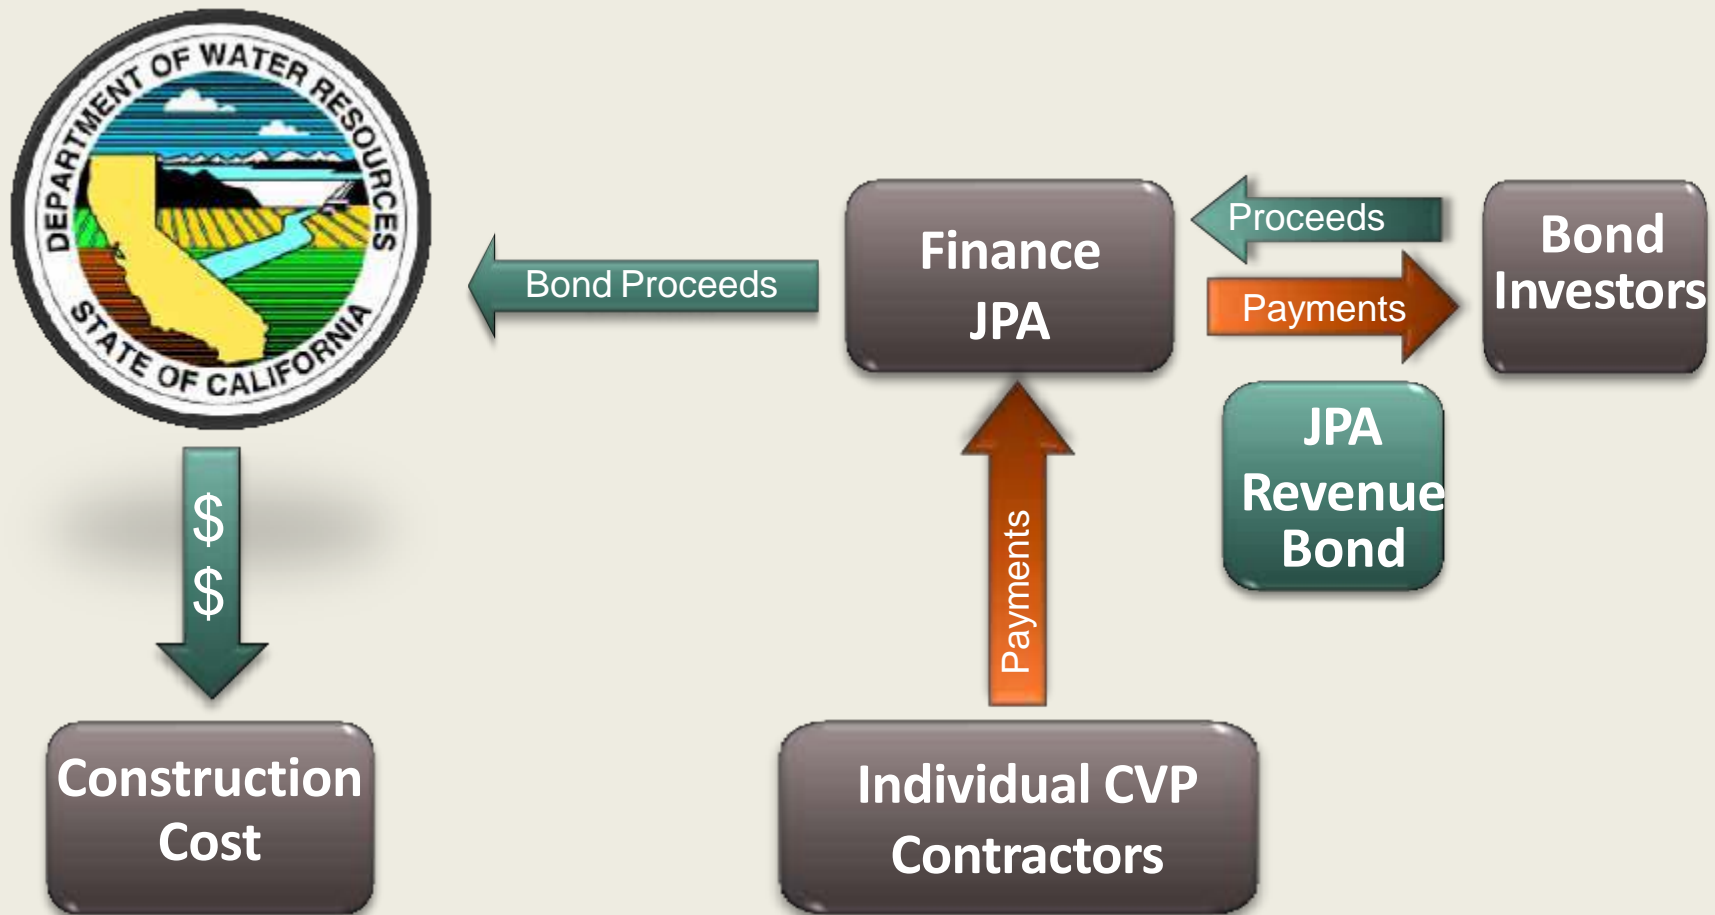 DEPARTMENT OF WATER RESOURCES
STATE OF CALIFORNIA
Bond Proceeds
Finance
JPA
Proceeds
Payments
Bond
Investors
JPA
Revenue
Bond
$
$
Payments
Construction
Cost
Individual CVP
Contractors